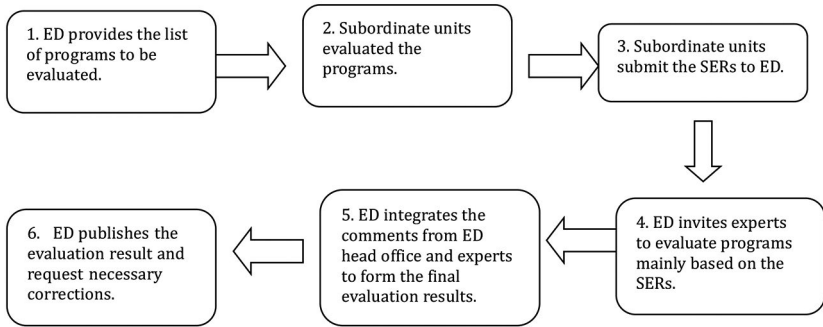 1. ED provides the list
of programs to be
evaluated.
2. Subordinate units
evaluated the
programs.
3. Subordinate units
submit the SERs to ED.
4. ED invites experts
to evaluate programs
mainly based on the
SERs.
5. ED integrates the
comments from ED
head office and experts
to form the final
evaluation results.
6. ED publishes the
evaluation result and
request necessary
corrections.